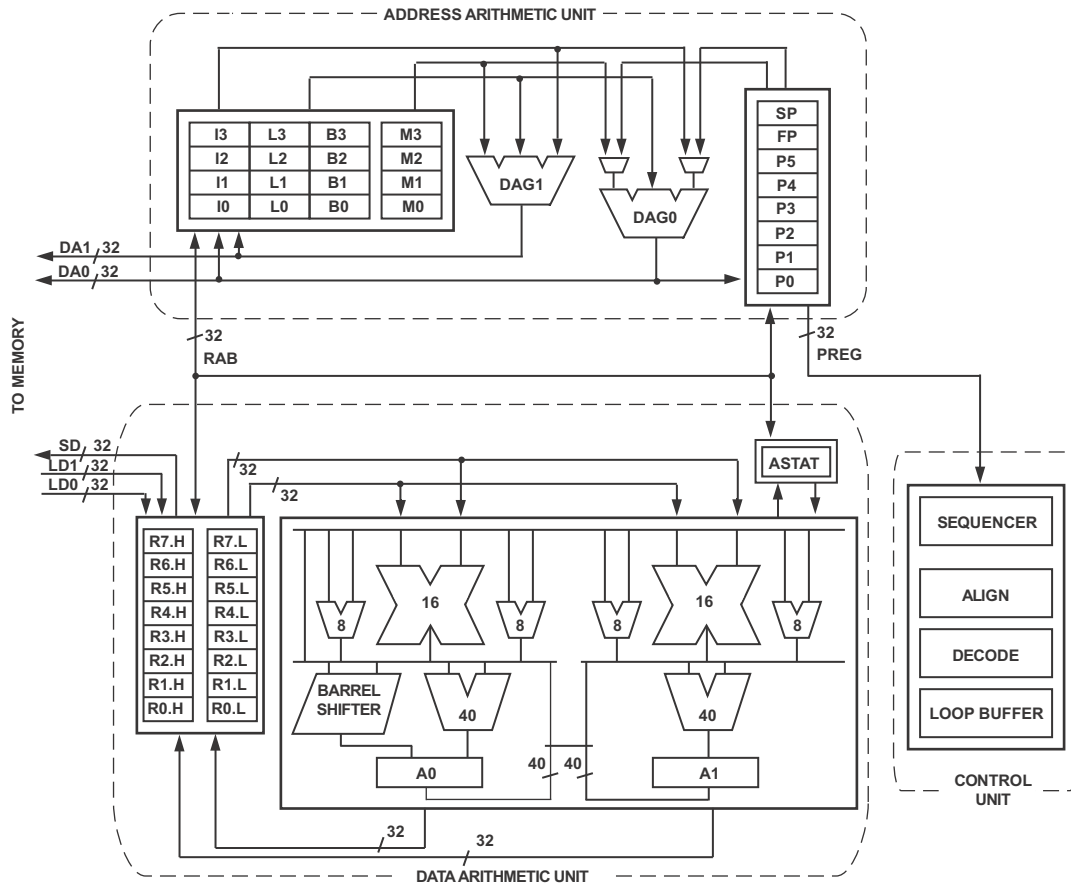 ADDRESS ARITHMETIC UNIT
I3 L3 B3 M3
I2 L2 B2 M2
I1 L1 B1 M1
I0 L0 B0 M0
DAG1
DAG0
SP
FP
P5
P4
P3
P2
P1
P0
DA1 32
DA0 32
TO MEMORY
32
RAB
32
PREG
SD 32
LD1 32
LD0 32
32
32
ASTAT
R7.H R7.L
R6.H R6.L
R5.H R5.L
R4.H R4.L
R3.H R3.L
R2.H R2.L
R1.H R1.L
R0.H R0.L
8 16 8 8 16 8
BARREL
SHIFTER
40
40
A0
40 40
A1
32
32
DATA ARITHMETIC UNIT
SEQUENCER
ALIGN
DECODE
LOOP BUFFER
CONTROL
UNIT